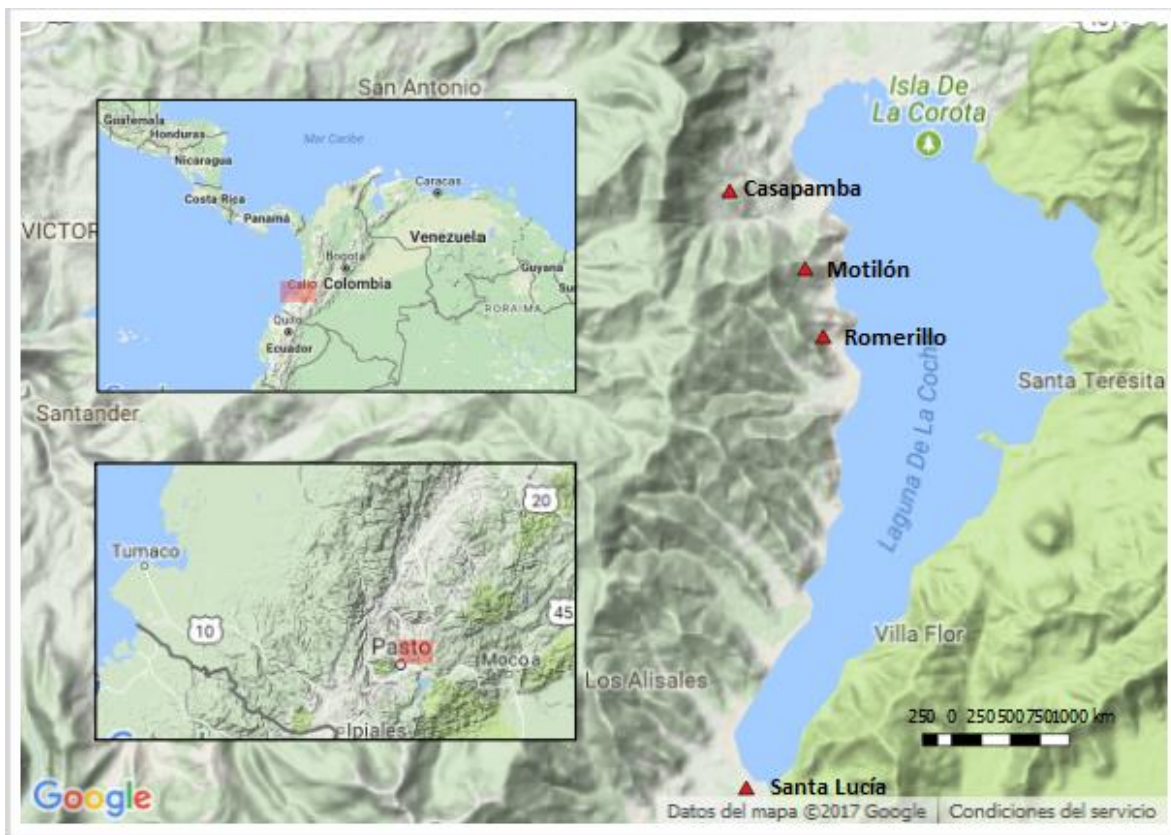 San Antonio
Isla De
La Corota
Guatemala
Honduras
Mar Caribe
Nicaragua
Caracas
Costa Rica
Panamá
Venezuela
Bogota
Guyana
Colombia
RORAIMA
Quito
Ecuador
VICTOR
Casapamba
Motilón
Romerillo
Laguna De La Coch
Santa Teresita
Santander
20
Tumaco
45
10
Pasto
Mocoa
Ipiales
Villa Flor
Los Alisales
250 0 250 500 750 1000 km
Santa Lucía
Google
Datos del mapa ©2017 Google
Condiciones del servicio